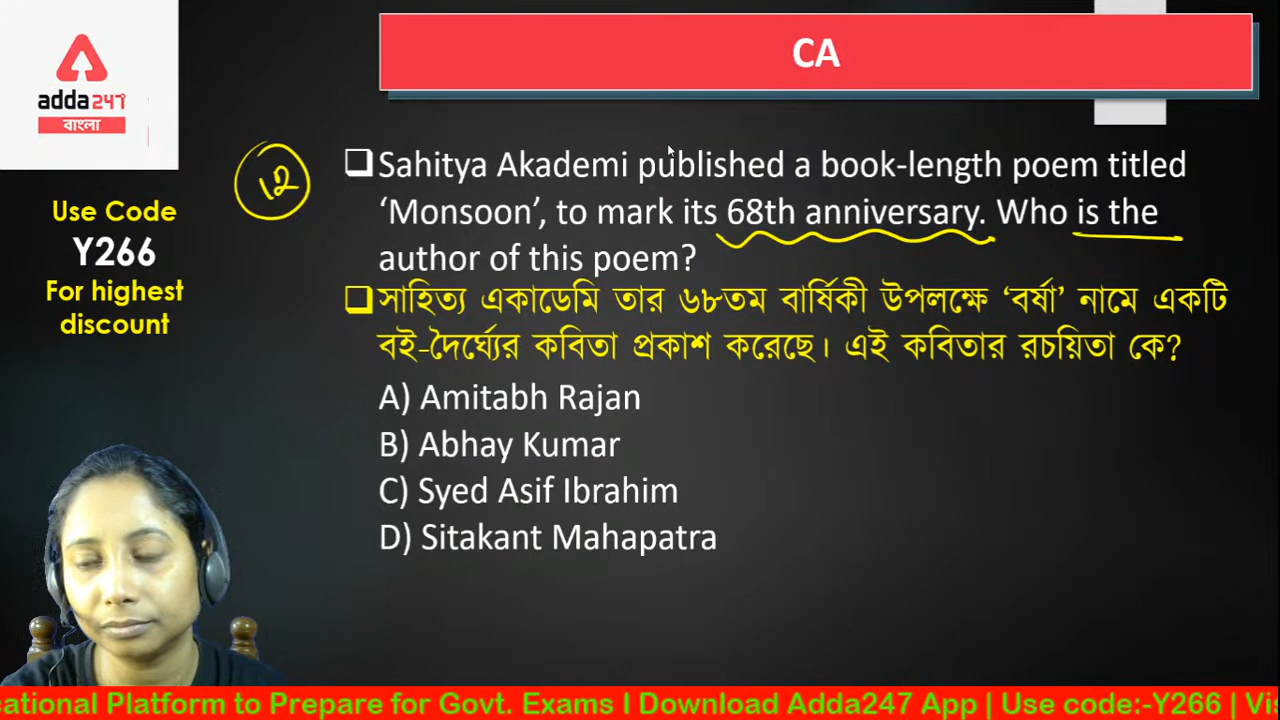 CA
adda247
বাংলা
Use Code
Y266
For highest
discount
১২
❑Sahitya Akademi published a book-length poem titled
‘Monsoon’, to mark its 68th anniversary. Who is the
author of this poem?
❑সাহিত্য একাডেমি তার ৬৮তম বার্ষিকী উপলক্ষে ‘বর্ষা’ নামে একটি
বই-দৈর্ঘ্যের কবিতা প্রকাশ করেছে। এই কবিতার রচয়িতা কে?
A) Amitabh Rajan
B) Abhay Kumar
C) Syed Asif Ibrahim
D) Sitakant Mahapatra
cational Platform to Prepare for Govt. Exams I Download Adda247 App | Use code:-Y266 | Vis